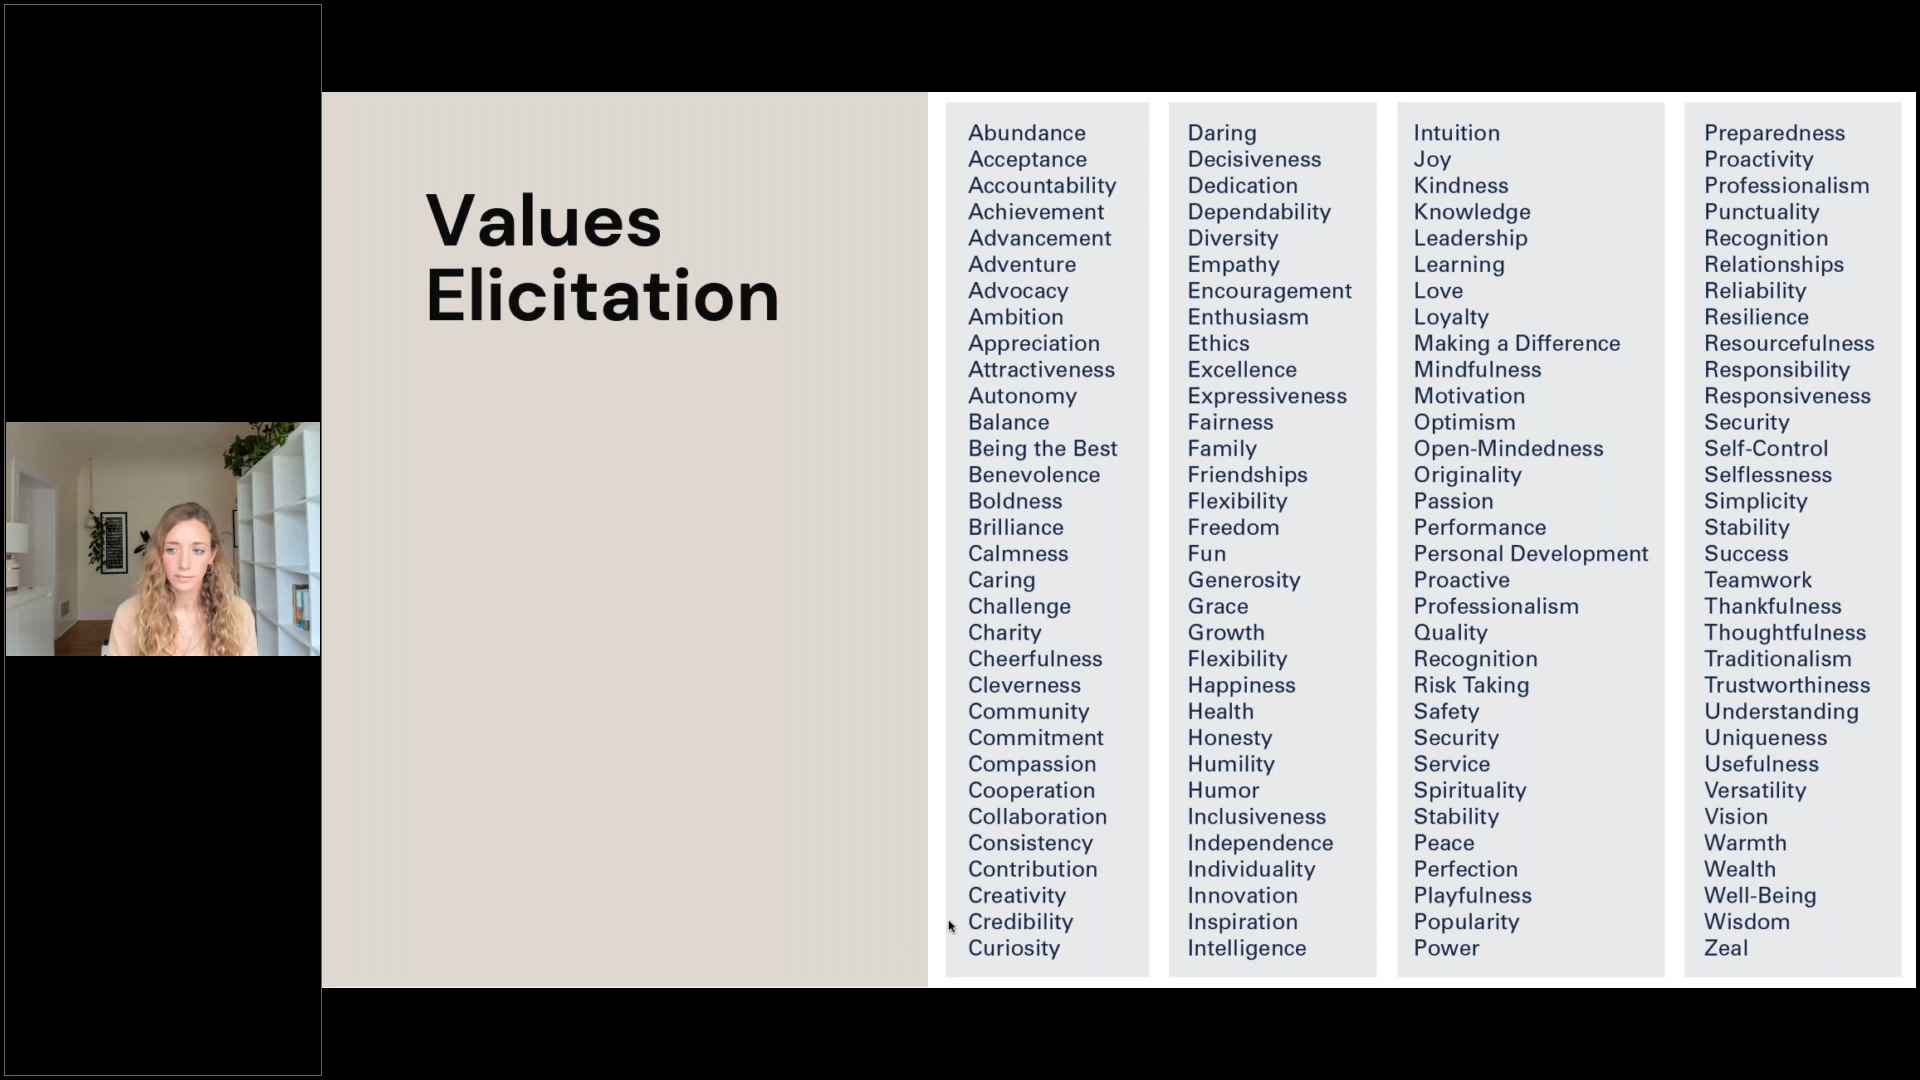 Values
Elicitation
Abundance
Acceptance
Accountability
Achievement
Advancement
Adventure
Advocacy
Ambition
Appreciation
Attractiveness
Autonomy
Balance
Being the Best
Benevolence
Boldness
Brilliance
Calmness
Caring
Challenge
Charity
Cheerfulness
Cleverness
Community
Commitment
Compassion
Cooperation
Collaboration
Consistency
Contribution
Creativity
Credibility
Curiosity
Daring
Decisiveness
Dedication
Dependability
Diversity
Empathy
Encouragement
Enthusiasm
Ethics
Excellence
Expressiveness
Fairness
Family
Friendships
Flexibility
Freedom
Fun
Generosity
Grace
Growth
Flexibility
Happiness
Health
Honesty
Humility
Humor
Inclusiveness
Independence
Individuality
Innovation
Inspiration
Intelligence
Intuition
Joy
Kindness
Knowledge
Leadership
Learning
Love
Loyalty
Making a Difference
Mindfulness
Motivation
Optimism
Open-Mindedness
Originality
Passion
Performance
Personal Development
Proactive
Professionalism
Quality
Recognition
Risk Taking
Safety
Security
Service
Spirituality
Stability
Peace
Perfection
Playfulness
Popularity
Power
Preparedness
Proactivity
Professionalism
Punctuality
Recognition
Relationships
Reliability
Resilience
Resourcefulness
Responsibility
Responsiveness
Security
Self-Control
Selflessness
Simplicity
Stability
Success
Teamwork
Thankfulness
Thoughtfulness
Traditionalism
Trustworthiness
Understanding
Uniqueness
Usefulness
Versatility
Vision
Warmth
Wealth
Well-Being
Wisdom
Zeal